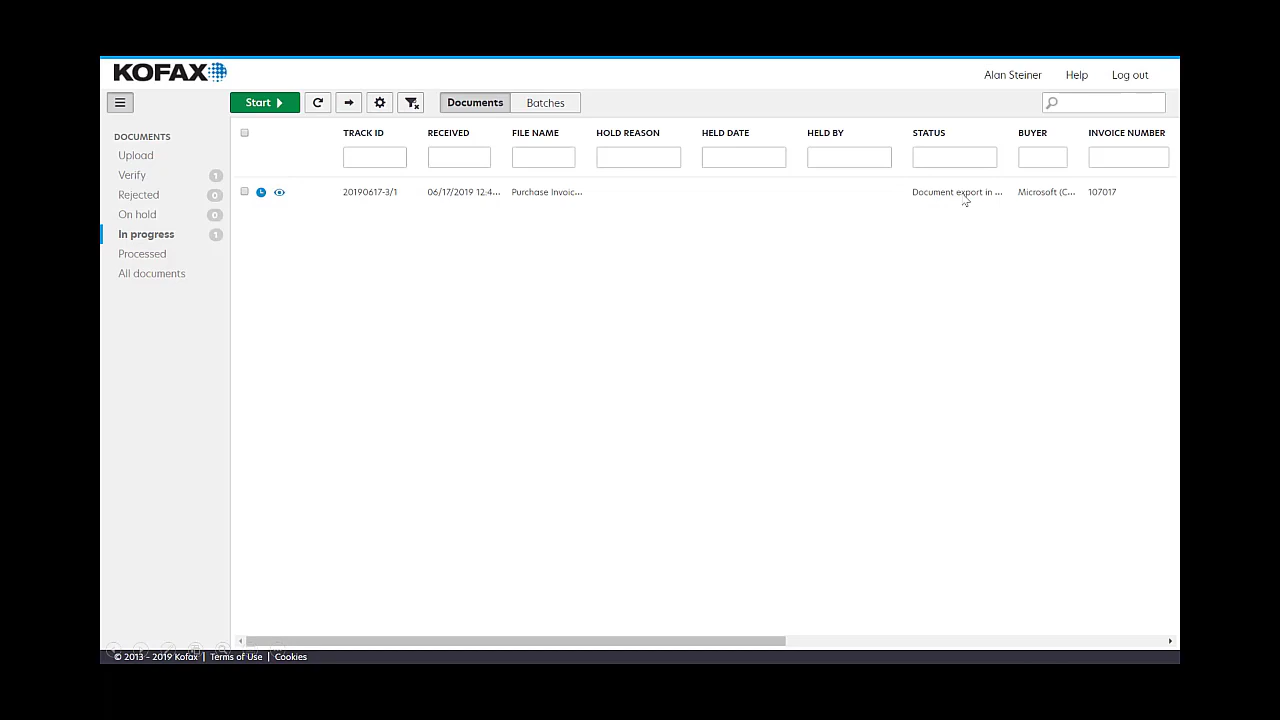 KOFAX
Alan Steiner Help Log out
Start Documents Batches
DOCUMENTS
Upload
Verify 1
Rejected 0
On hold 0
In progress 1
Processed
All documents
TRACK ID RECEIVED FILE NAME HOLD REASON HELD DATE HELD BY STATUS BUYER INVOICE NUMBER
20190617-3/1 06/17/2019 12:4... Purchase Invoic... Document export in ... Microsoft (C... 107017
© 2013 - 2019 Kofax | Terms of Use | Cookies